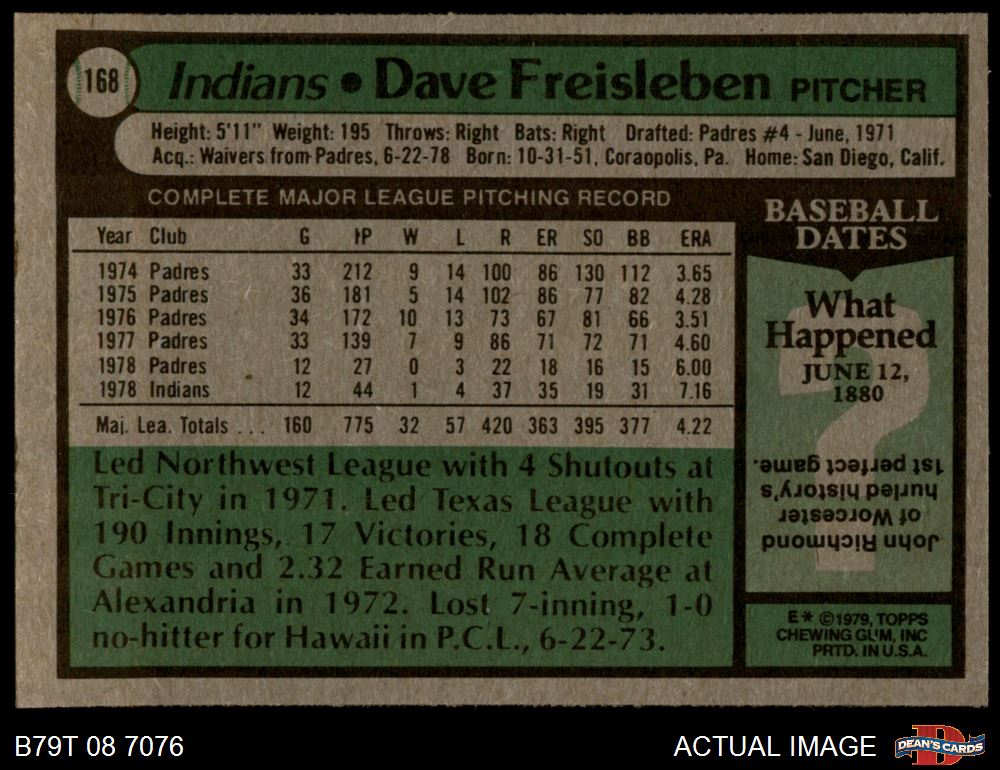 168
Indians • Dave Freisleben PITCHER
Height: 5'11" Weight: 195 Throws: Right Bats: Right Drafted: Padres #4 - June, 1971
Acq.: Waivers from Padres, 6-22-78 Born: 10-31-51, Coraopolis, Pa. Home: San Diego, Calif.
COMPLETE MAJOR LEAGUE PITCHING RECORD
Year Club G IP W L R ER SO BB ERA
1974 Padres 33 212 9 14 100 86 130 112 3.65
1975 Padres 36 181 5 14 102 86 77 82 4.28
1976 Padres 34 172 10 13 73 67 81 66 3.51
1977 Padres 33 139 7 9 86 71 72 71 4.60
1978 Padres 12 27 0 3 22 18 16 15 6.00
1978 Indians 12 44 1 4 37 35 19 31 7.16
Maj. Lea. Totals . . . 160 775 32 57 420 363 395 377 4.22
Led Northwest League with 4 Shutouts at
Tri-City in 1971. Led Texas League with
190 Innings, 17 Victories, 18 Complete
Games and 2.32 Earned Run Average at
Alexandria in 1972. Lost 7-inning, 1-0
no-hitter for Hawaii in P.C.L., 6-22-73.
BASEBALL
DATES
What
Happened
JUNE 12,
1880
?
John Richmond
of Worcester
hurled history's
1st perfect game.
E* ©1979, TOPPS
CHEWING GUM, INC
PRTD. IN U.S.A.
B79T 08 7076
ACTUAL IMAGE
D
DEAN'S CARDS